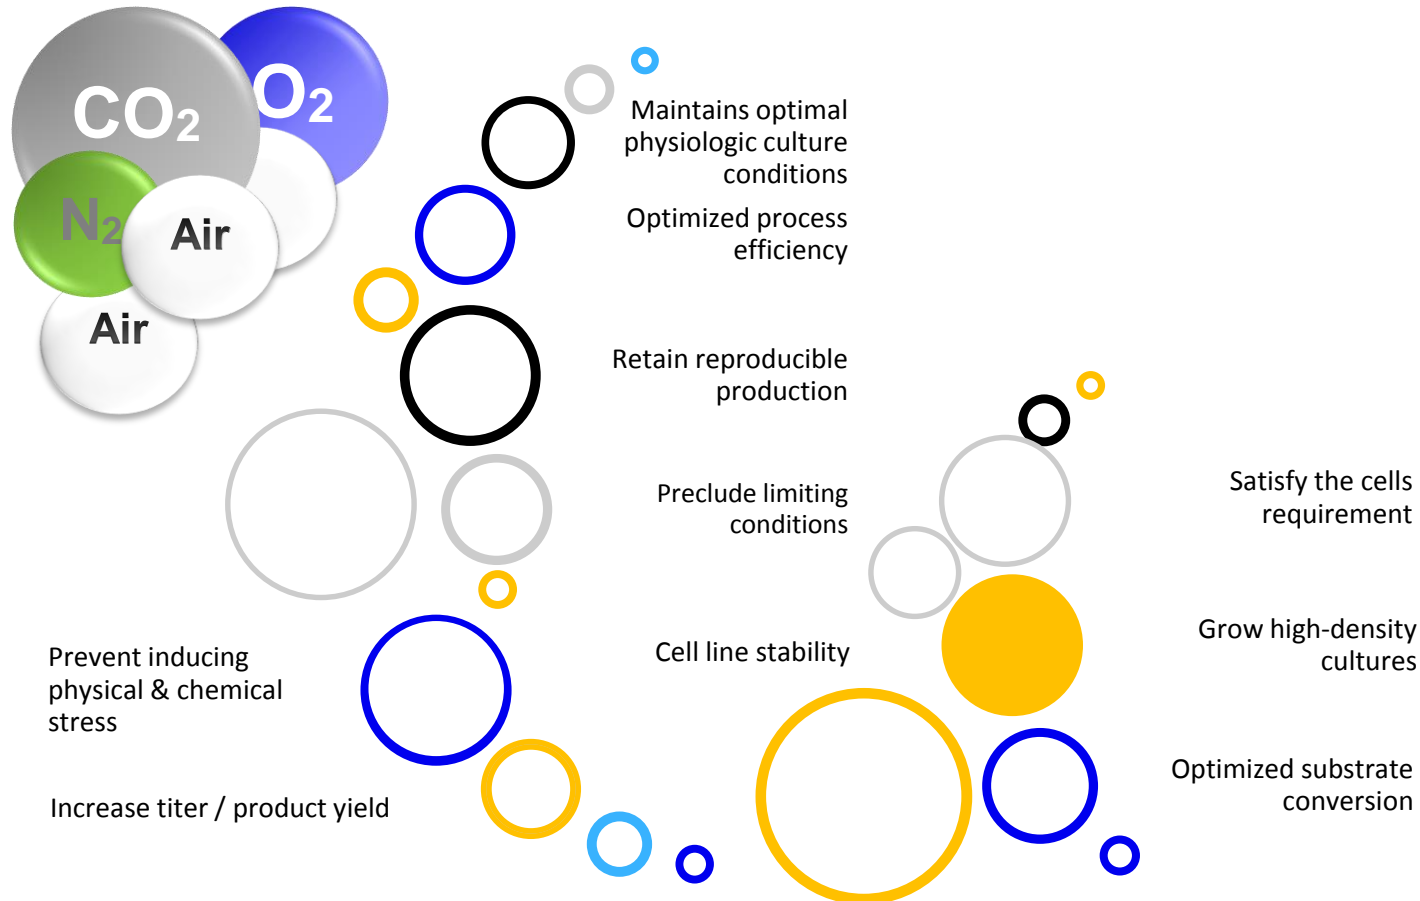 CO2
O2
N2
Air
Air
Maintains optimal
physiologic culture
conditions
Optimized process
efficiency
Retain reproducible
production
Preclude limiting
conditions
Cell line stability
Prevent inducing
physical & chemical
stress
Increase titer / product yield
Satisfy the cells
requirement
Grow high-density
cultures
Optimized substrate
conversion